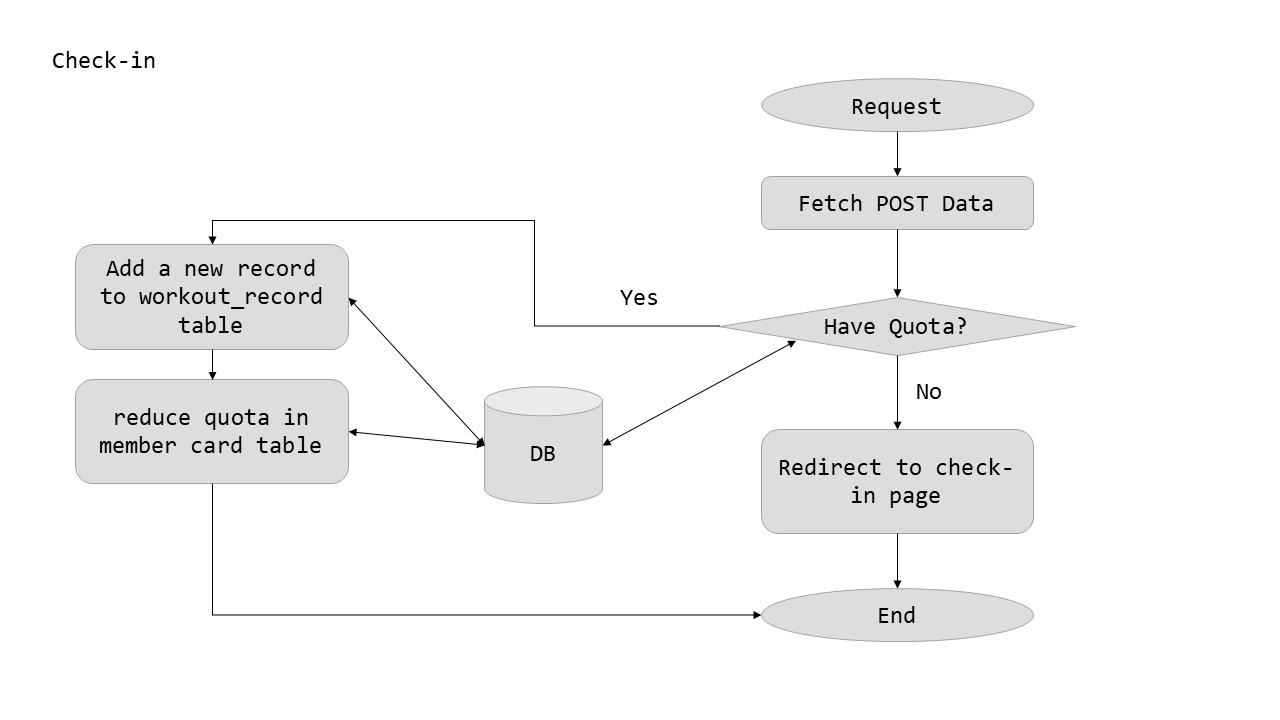 Check-in
Request
Fetch POST Data
Add a new record
to workout_record
table
Yes
Have Quota?
No
reduce quota in
member card table
DB
Redirect to check-
in page
End